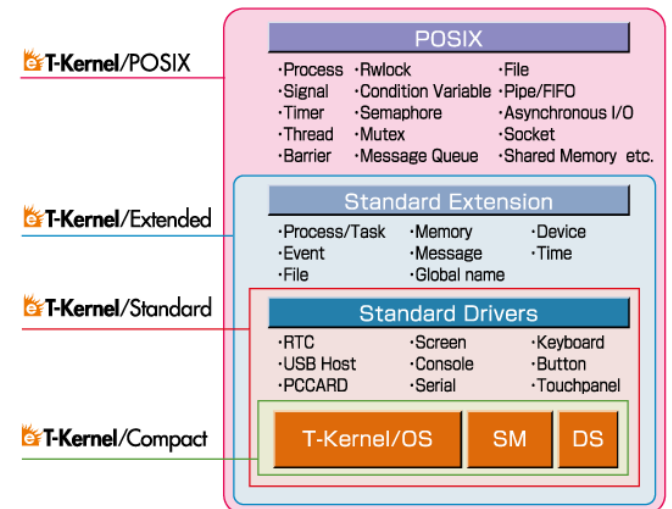 POSIX
eT-Kernel/POSIX
·Process ·Rwlock ·File
·Signal ·Condition Variable ·Pipe/FIFO
·Timer ·Semaphore ·Asynchronous I/O
·Thread ·Mutex ·Socket
·Barrier ·Message Queue ·Shared Memory etc.
Standard Extension
eT-Kernel/Extended
·Process/Task ·Memory ·Device
·Event ·Message ·Time
·File ·Global name
eT-Kernel/Standard
Standard Drivers
·RTC ·Screen ·Keyboard
·USB Host ·Console ·Button
·PCCARD ·Serial ·Touchpanel
eT-Kernel/Compact
T-Kernel/OS SM DS